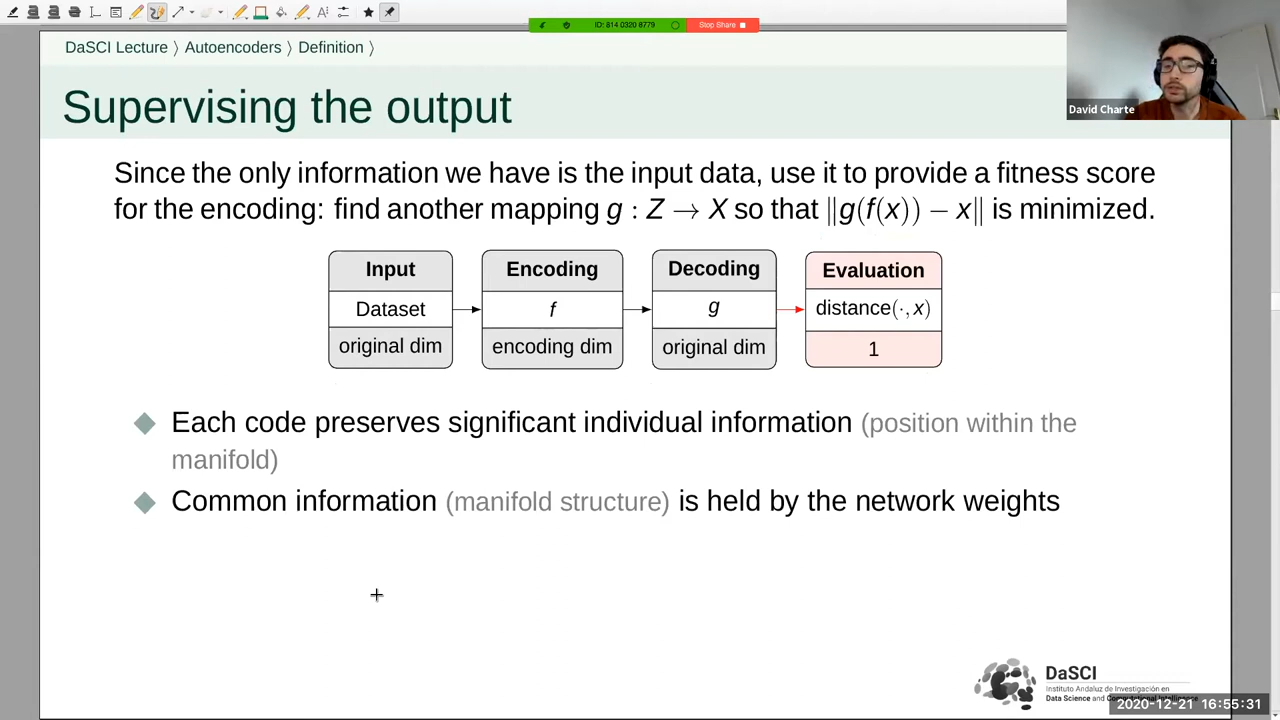 ID: 814 0320 8779
Stop Share
DaSCI Lecture ⟩ Autoencoders ⟩ Definition ⟩
David Charte
Supervising the output
Since the only information we have is the input data, use it to provide a fitness score
for the encoding: find another mapping g : Z → X so that ‖g(f(x)) − x‖ is minimized.
Input
Dataset
original dim
Encoding
f
encoding dim
Decoding
g
original dim
Evaluation
distance(·, x)
1
Each code preserves significant individual information (position within the
manifold)
Common information (manifold structure) is held by the network weights
DaSCI
Instituto Andaluz de Investigación en
Data Science and Computational Intelligence
2020-12-21 16:55:31